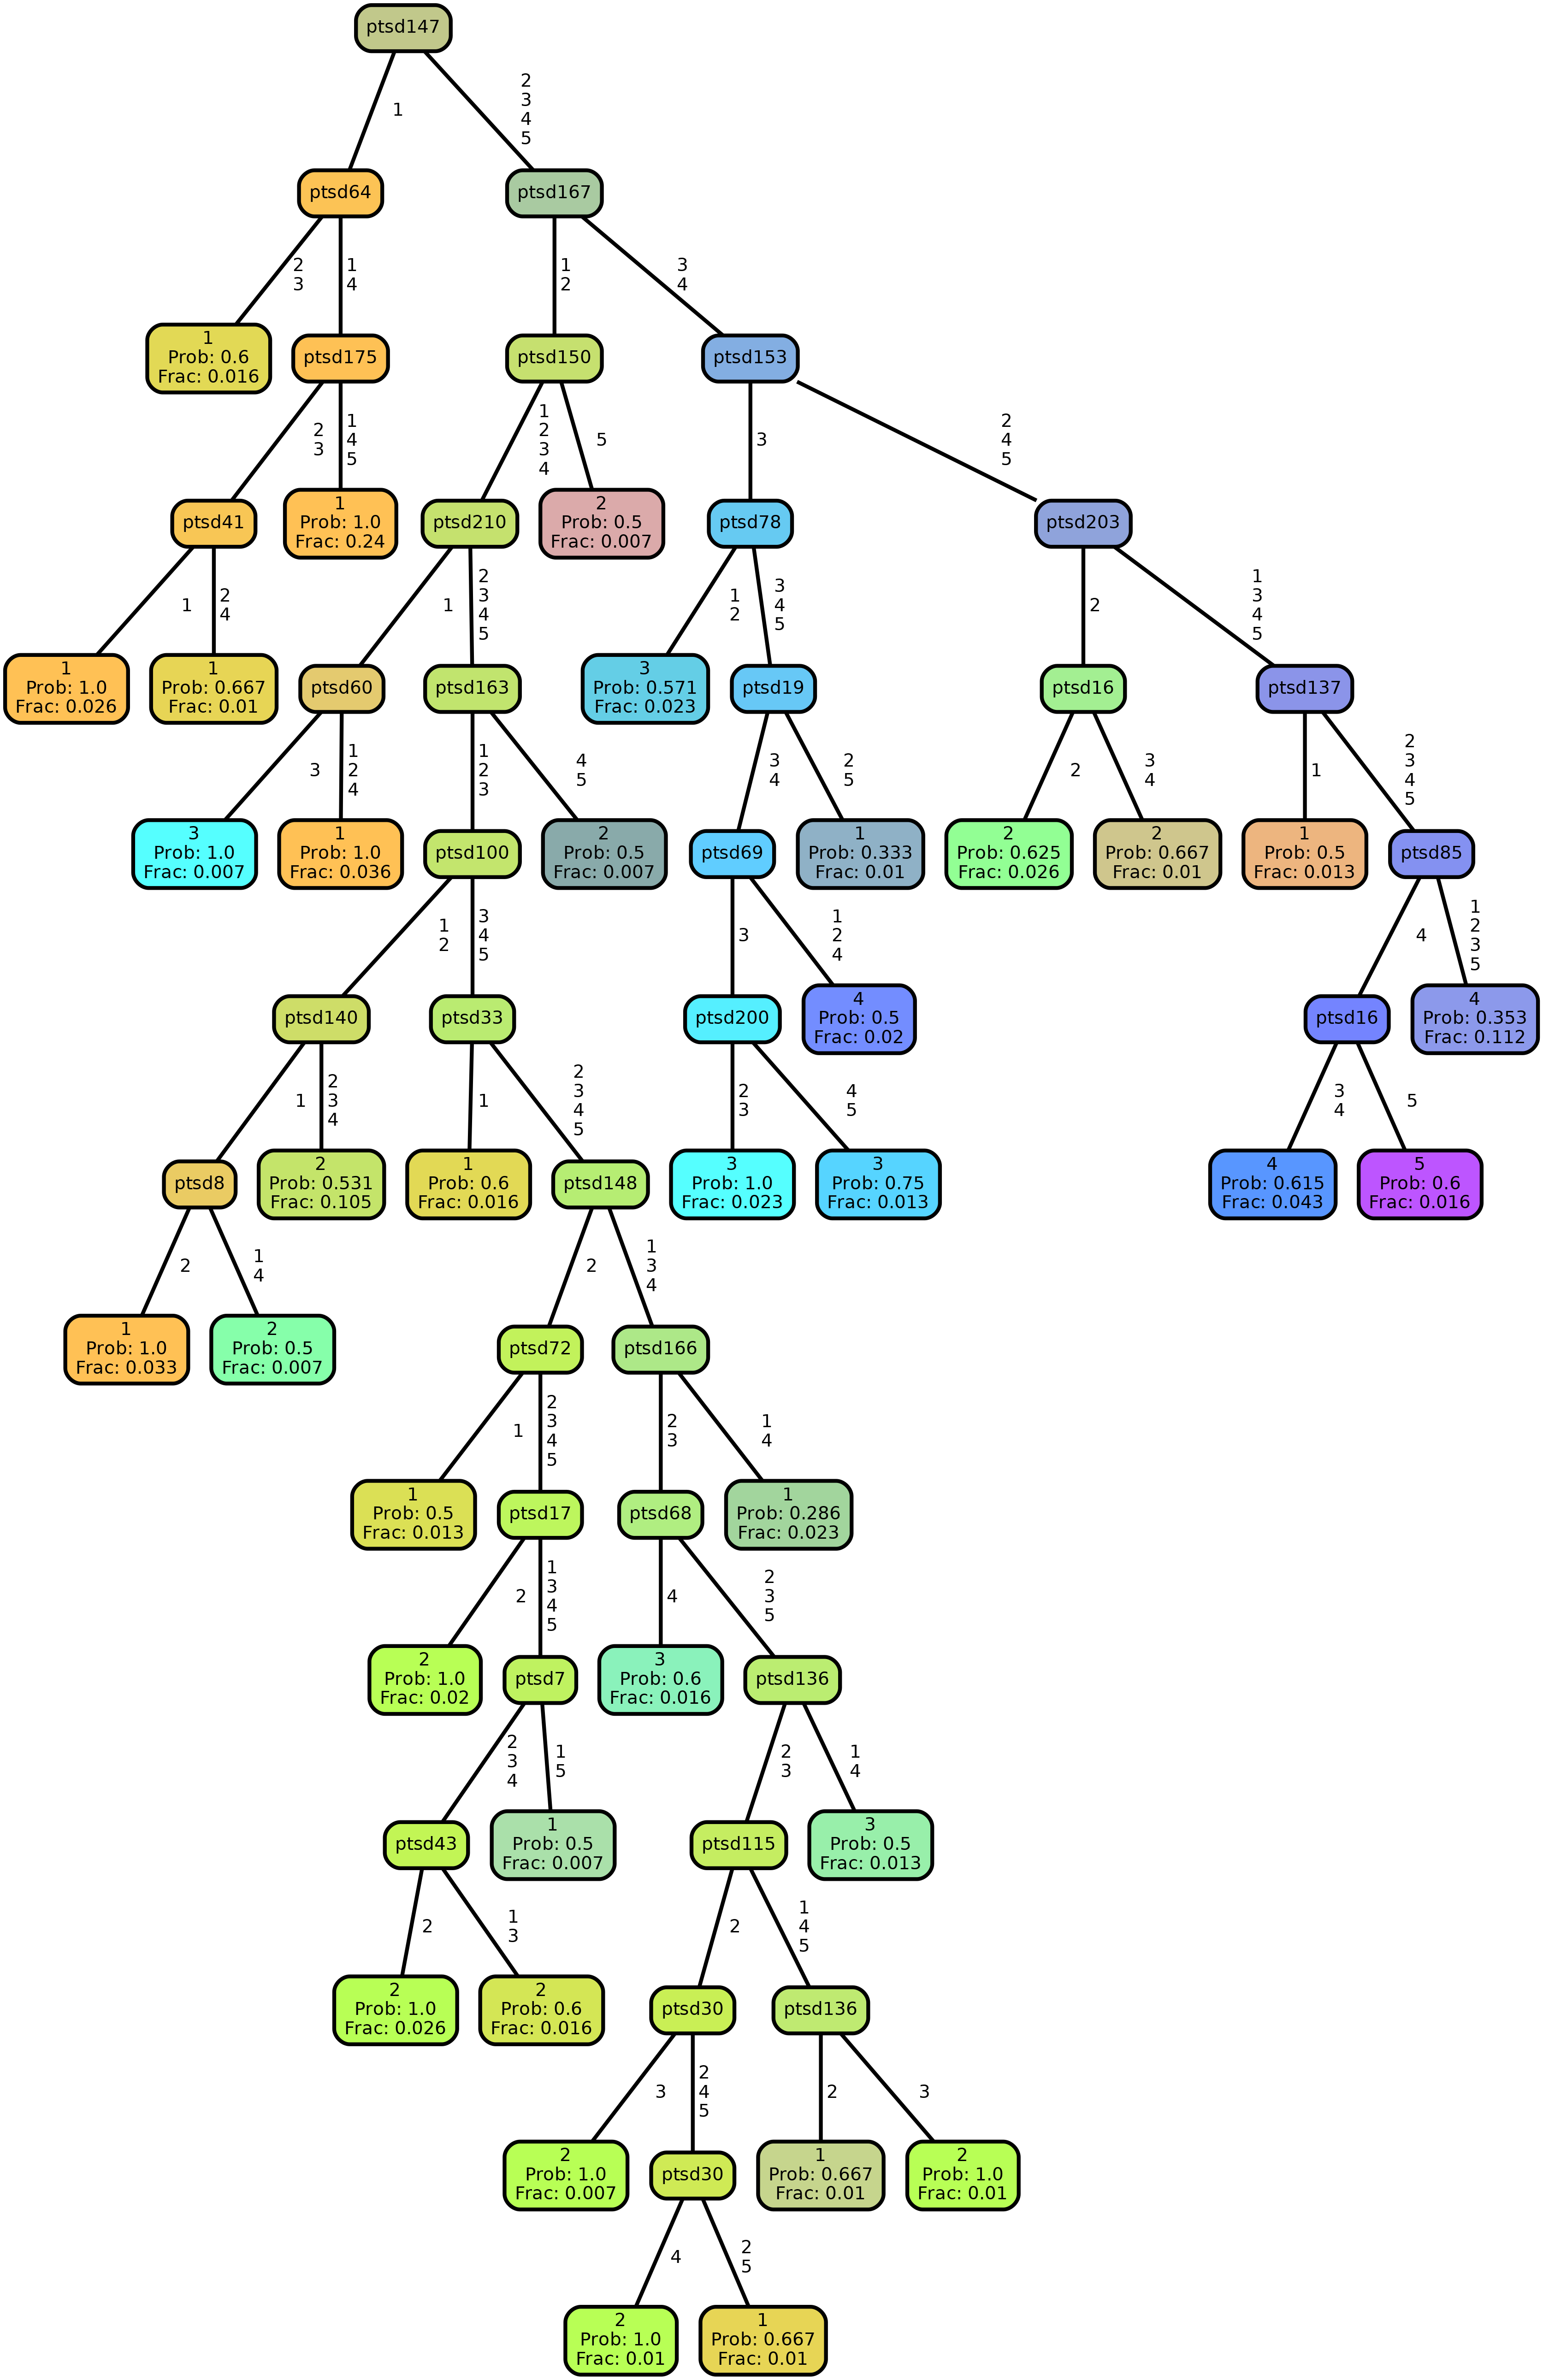 ptsd147
1
2
3
4
5
ptsd64
ptsd167
2
3
1
4
1
2
3
4
1
Prob: 0.6
Frac: 0.016
ptsd175
ptsd150
ptsd153
2
3
1
4
5
1
2
3
4
5
3
2
4
5
ptsd41
1
Prob: 1.0
Frac: 0.24
ptsd210
2
Prob: 0.5
Frac: 0.007
ptsd78
ptsd203
1
2
4
1
2
3
4
5
1
2
3
4
5
2
1
3
4
5
1
Prob: 1.0
Frac: 0.026
1
Prob: 0.667
Frac: 0.01
ptsd60
ptsd163
3
Prob: 0.571
Frac: 0.023
ptsd19
ptsd16
ptsd137
3
1
2
4
1
2
3
4
5
3
4
2
5
2
3
4
1
2
3
4
5
3
Prob: 1.0
Frac: 0.007
1
Prob: 1.0
Frac: 0.036
ptsd100
2
Prob: 0.5
Frac: 0.007
ptsd69
1
Prob: 0.333
Frac: 0.01
2
Prob: 0.625
Frac: 0.026
2
Prob: 0.667
Frac: 0.01
1
Prob: 0.5
Frac: 0.013
ptsd85
1
2
3
4
5
3
1
2
4
4
1
2
3
5
ptsd140
ptsd33
ptsd200
4
Prob: 0.5
Frac: 0.02
ptsd16
4
Prob: 0.353
Frac: 0.112
1
2
3
4
1
2
3
4
5
2
3
4
5
3
4
5
ptsd8
2
Prob: 0.531
Frac: 0.105
1
Prob: 0.6
Frac: 0.016
ptsd148
3
Prob: 1.0
Frac: 0.023
3
Prob: 0.75
Frac: 0.013
4
Prob: 0.615
Frac: 0.043
5
Prob: 0.6
Frac: 0.016
2
1
4
2
1
3
4
1
Prob: 1.0
Frac: 0.033
2
Prob: 0.5
Frac: 0.007
ptsd72
ptsd166
1
2
3
4
5
2
3
1
4
1
Prob: 0.5
Frac: 0.013
ptsd17
ptsd68
1
Prob: 0.286
Frac: 0.023
2
1
3
4
5
4
2
3
5
2
Prob: 1.0
Frac: 0.02
ptsd7
3
Prob: 0.6
Frac: 0.016
ptsd136
2
3
4
1
5
2
3
1
4
ptsd43
1
Prob: 0.5
Frac: 0.007
ptsd115
3
Prob: 0.5
Frac: 0.013
2
1
3
2
1
4
5
2
Prob: 1.0
Frac: 0.026
2
Prob: 0.6
Frac: 0.016
ptsd30
ptsd136
3
2
4
5
2
3
2
Prob: 1.0
Frac: 0.007
ptsd30
1
Prob: 0.667
Frac: 0.01
2
Prob: 1.0
Frac: 0.01
4
2
5
2
Prob: 1.0
Frac: 0.01
1
Prob: 0.667
Frac: 0.01